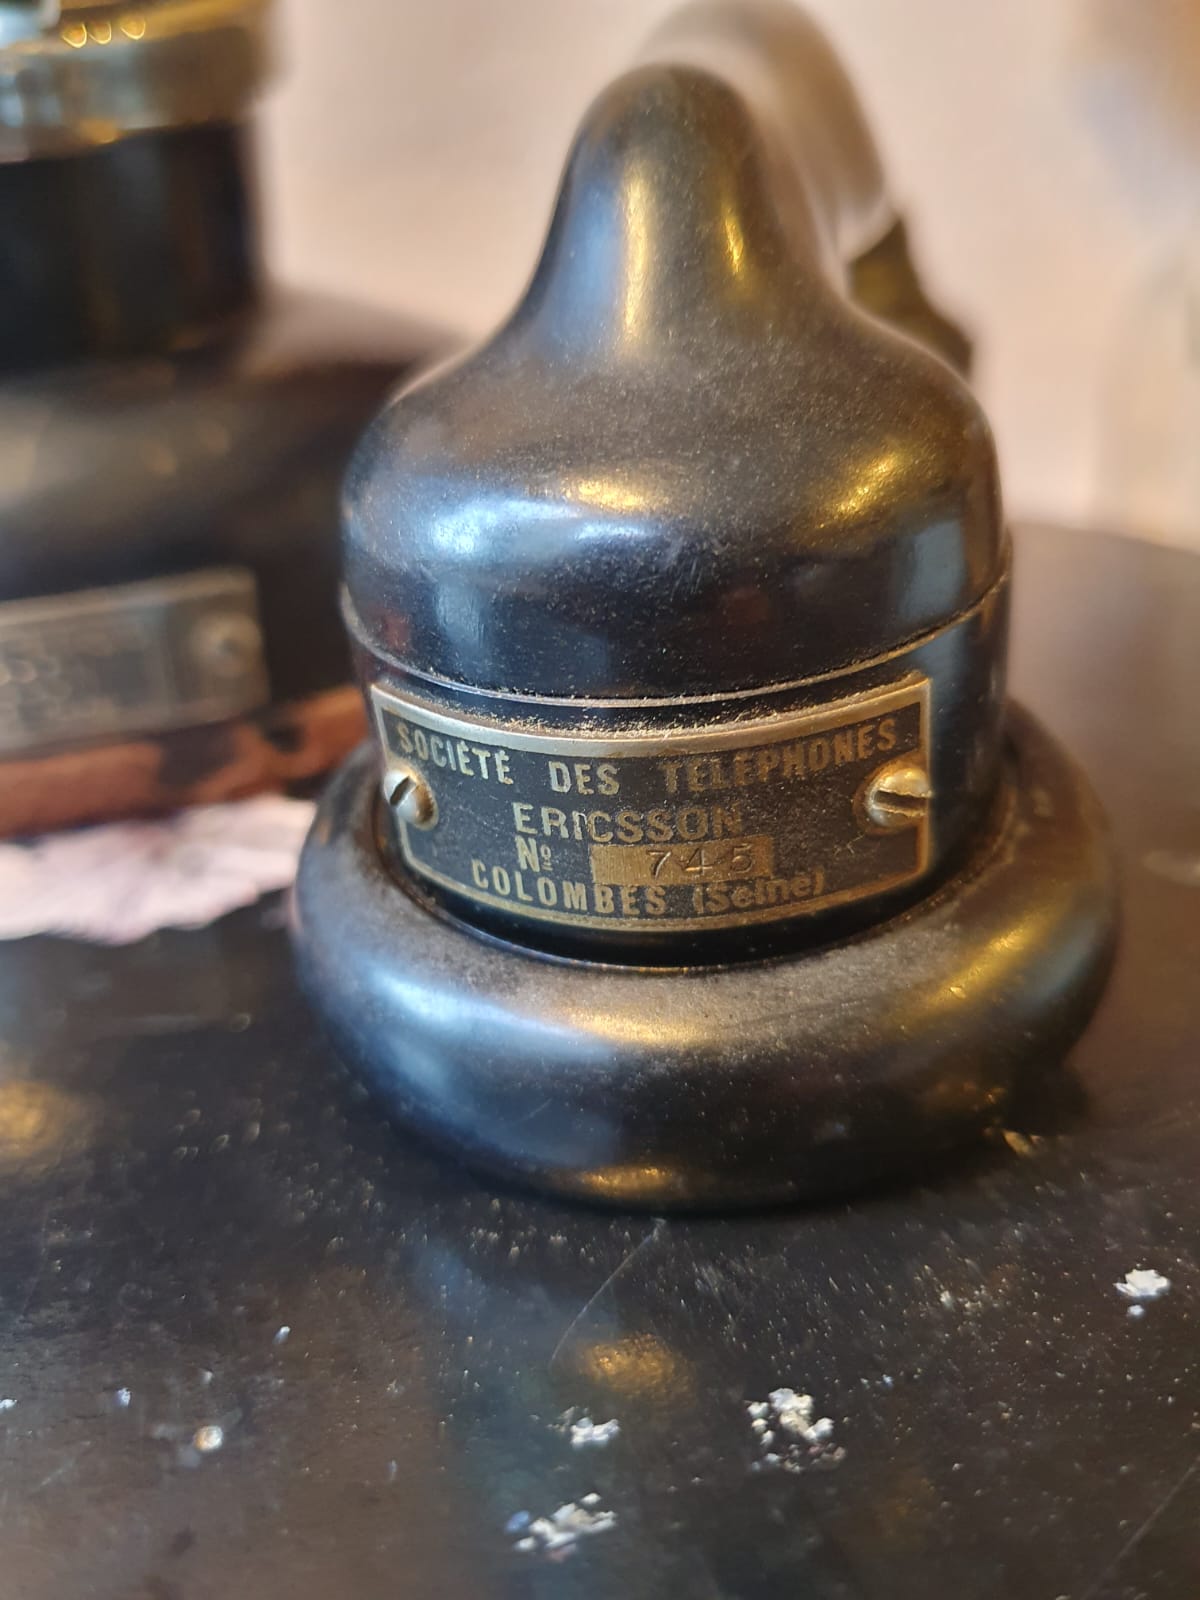 SOCIÉTÉ DES TÉLÉPHONES
ERICSSON
Nº 745
COLOMBES (Seine)